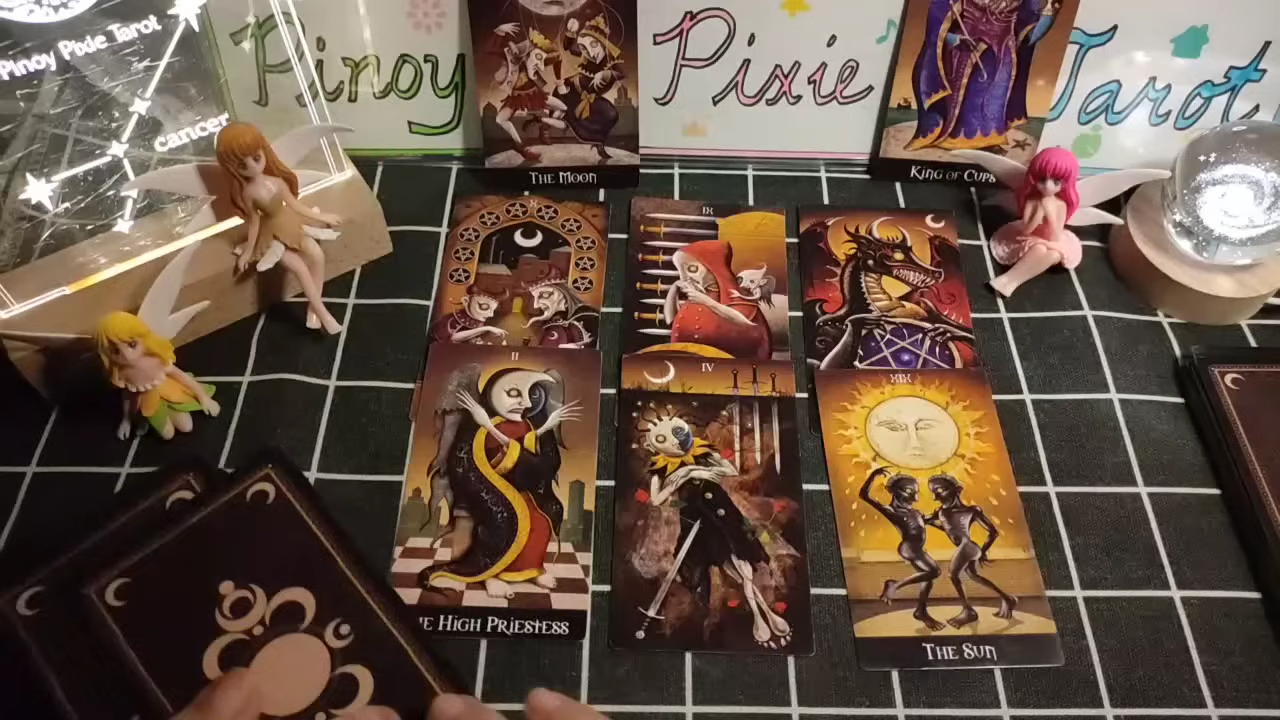 Pinoy Pixie Tarot
cancer
Pinoy
Pixie
Tarot
THE MOON
KING OF CUPS
X
IX
II
IV
XIX
HE HIGH PRIESTESS
THE SUN